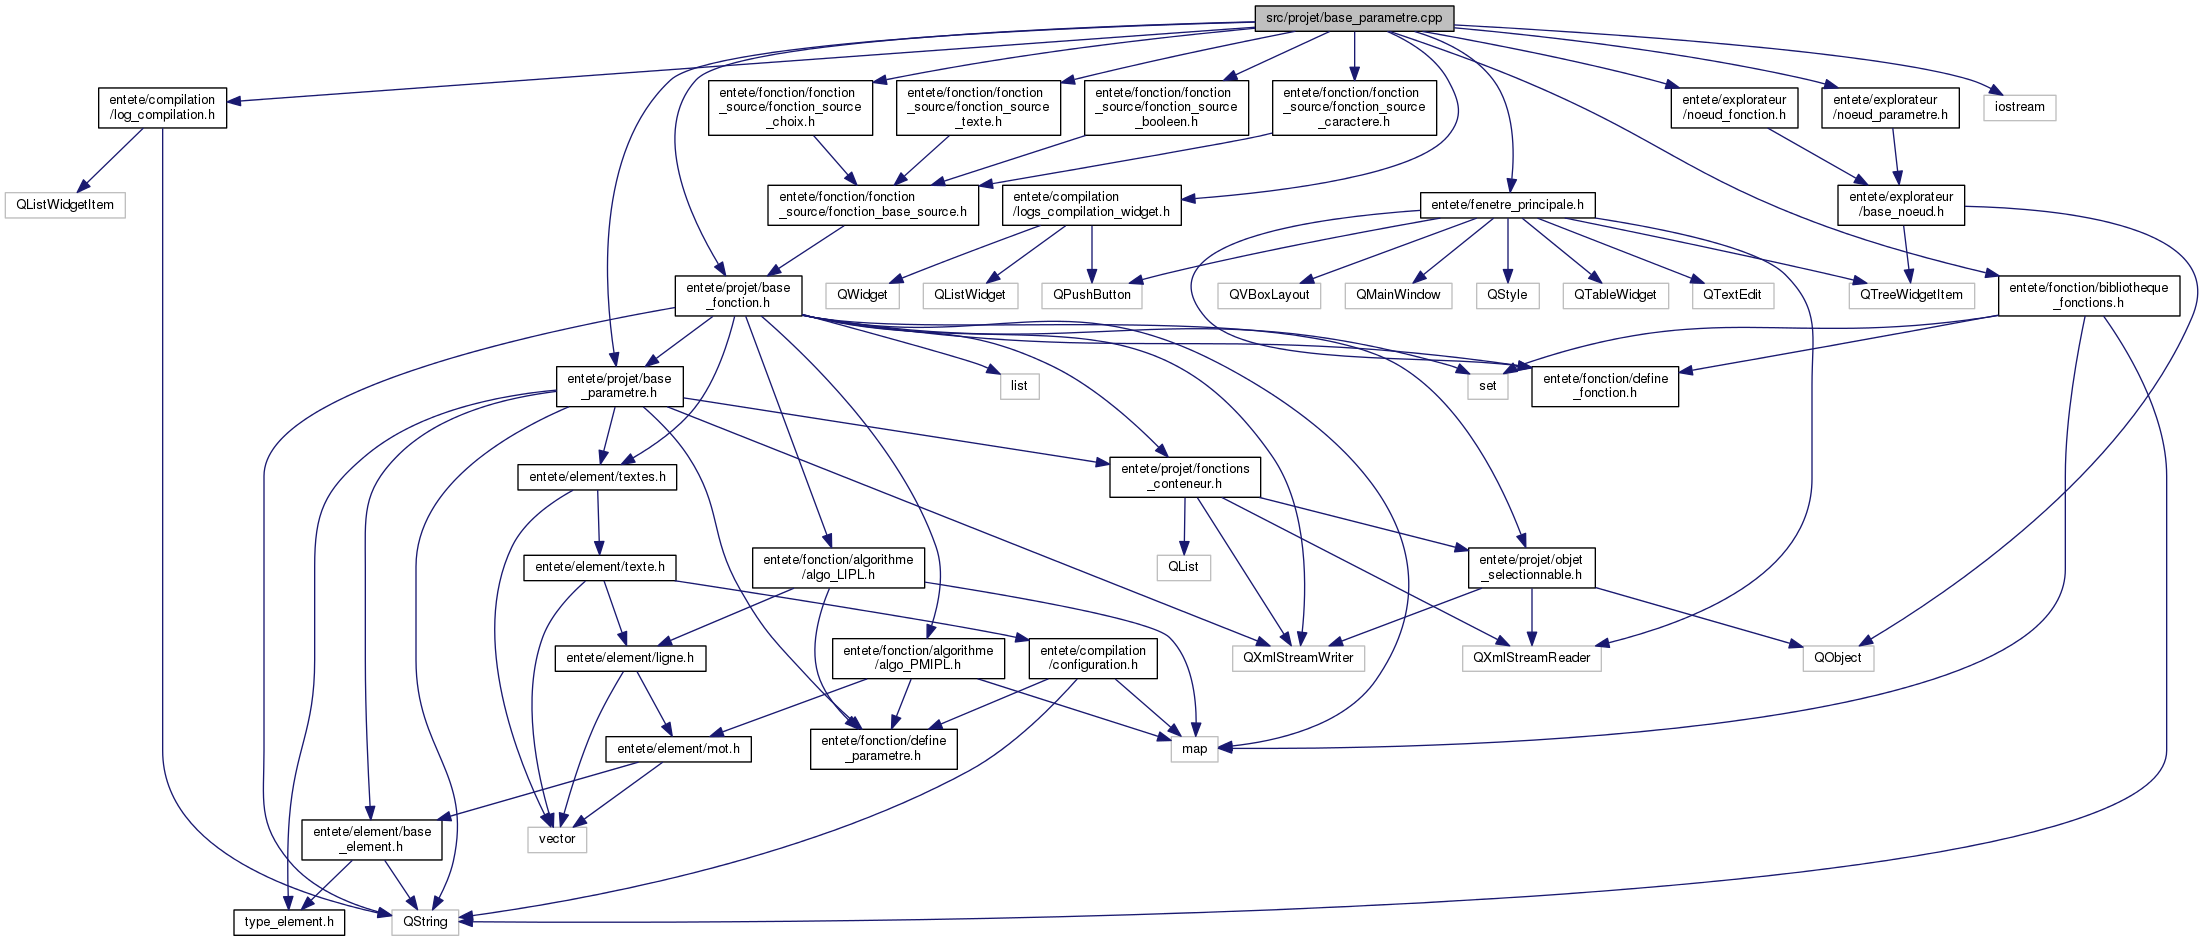 src/projet/base_parametre.cpp
entete/compilation
/log_compilation.h
entete/fonction/fonction
_source/fonction_source
_choix.h
entete/fonction/fonction
_source/fonction_source
_texte.h
entete/fonction/fonction
_source/fonction_source
_booleen.h
entete/fonction/fonction
_source/fonction_source
_caractere.h
entete/explorateur
/noeud_fonction.h
entete/explorateur
/noeud_parametre.h
iostream
QListWidgetItem
entete/fonction/fonction
_source/fonction_base_source.h
entete/compilation
/logs_compilation_widget.h
entete/fenetre_principale.h
entete/explorateur
/base_noeud.h
entete/projet/base
_fonction.h
QWidget
QListWidget
QPushButton
QVBoxLayout
QMainWindow
QStyle
QTableWidget
QTextEdit
QTreeWidgetItem
entete/fonction/bibliotheque
_fonctions.h
entete/projet/base
_parametre.h
list
set
entete/fonction/define
_fonction.h
entete/element/textes.h
entete/projet/fonctions
_conteneur.h
entete/element/texte.h
entete/fonction/algorithme
/algo_LIPL.h
QList
entete/projet/objet
_selectionnable.h
entete/element/ligne.h
entete/fonction/algorithme
/algo_PMIPL.h
entete/compilation
/configuration.h
QXmlStreamWriter
QXmlStreamReader
QObject
entete/element/mot.h
entete/fonction/define
_parametre.h
map
entete/element/base
_element.h
vector
type_element.h
QString